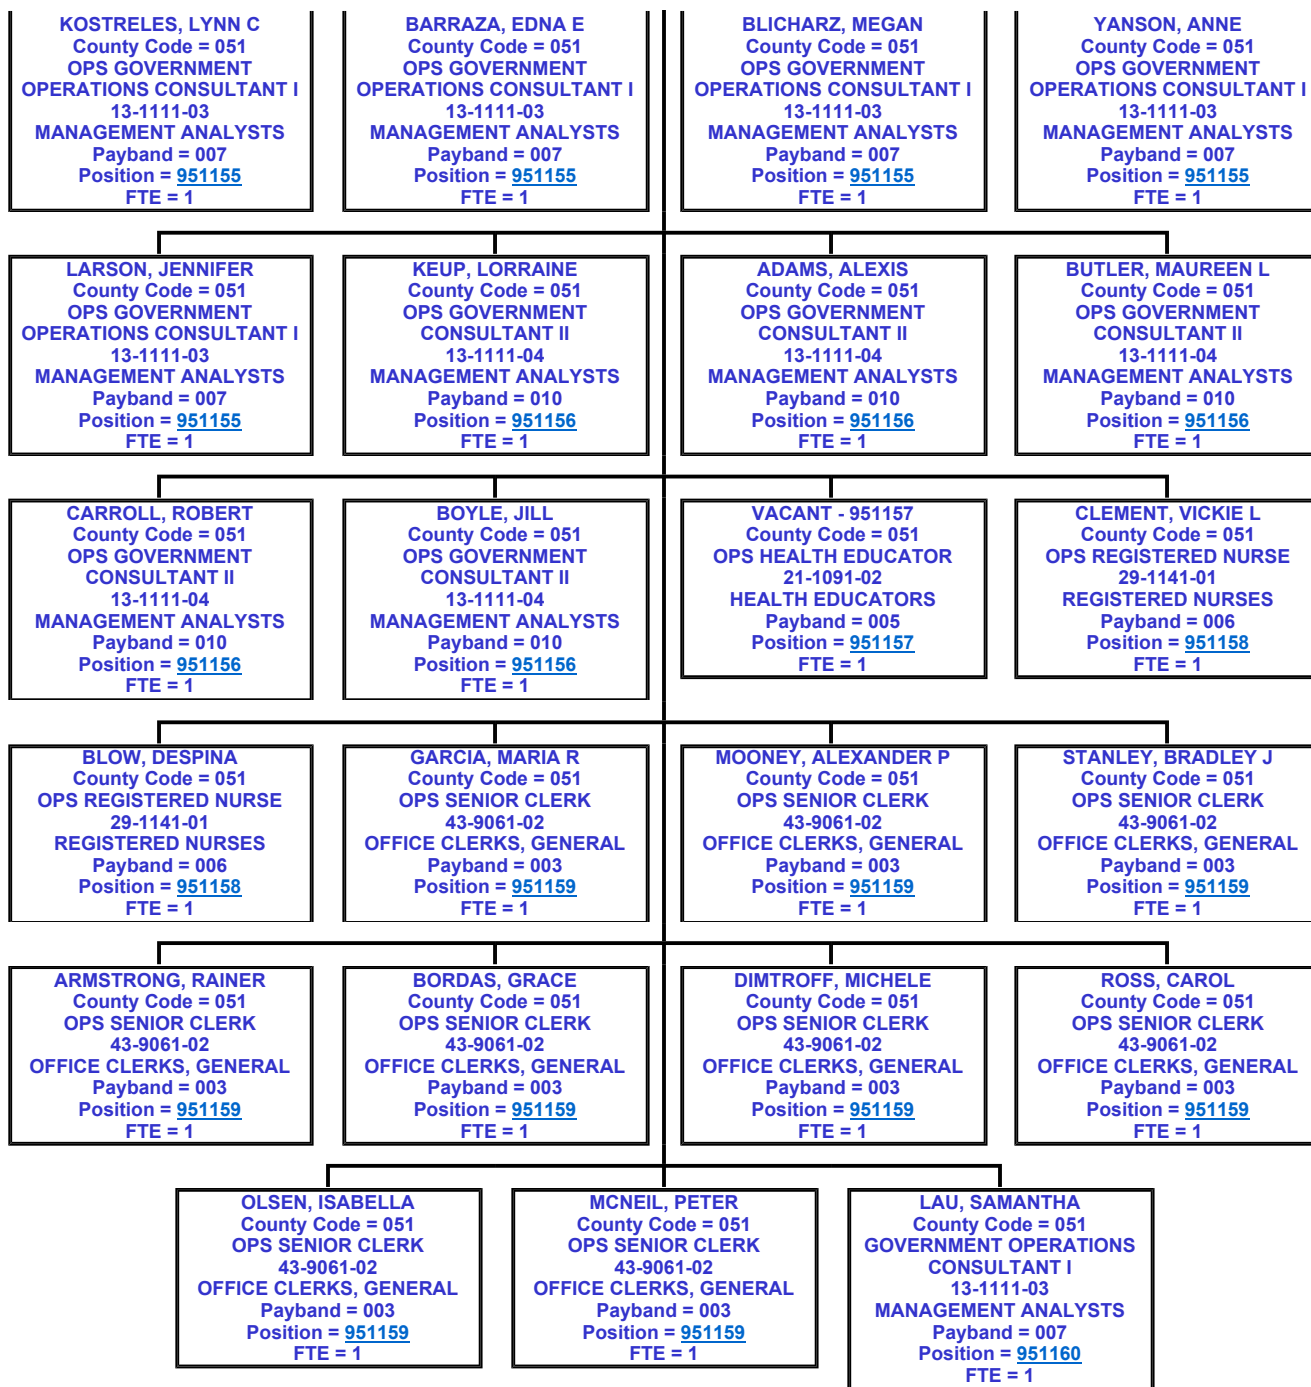 KOSTRELES, LYNN C
County Code = 051
OPS GOVERNMENT
OPERATIONS CONSULTANT I
13-1111-03
MANAGEMENT ANALYSTS
Payband = 007
Position = 951155
FTE = 1
BARRAZA, EDNA E
County Code = 051
OPS GOVERNMENT
OPERATIONS CONSULTANT I
13-1111-03
MANAGEMENT ANALYSTS
Payband = 007
Position = 951155
FTE = 1
BLICHARZ, MEGAN
County Code = 051
OPS GOVERNMENT
OPERATIONS CONSULTANT I
13-1111-03
MANAGEMENT ANALYSTS
Payband = 007
Position = 951155
FTE = 1
YANSON, ANNE
County Code = 051
OPS GOVERNMENT
OPERATIONS CONSULTANT I
13-1111-03
MANAGEMENT ANALYSTS
Payband = 007
Position = 951155
FTE = 1
LARSON, JENNIFER
County Code = 051
OPS GOVERNMENT
OPERATIONS CONSULTANT I
13-1111-03
MANAGEMENT ANALYSTS
Payband = 007
Position = 951155
FTE = 1
KEUP, LORRAINE
County Code = 051
OPS GOVERNMENT
CONSULTANT II
13-1111-04
MANAGEMENT ANALYSTS
Payband = 010
Position = 951156
FTE = 1
ADAMS, ALEXIS
County Code = 051
OPS GOVERNMENT
CONSULTANT II
13-1111-04
MANAGEMENT ANALYSTS
Payband = 010
Position = 951156
FTE = 1
BUTLER, MAUREEN L
County Code = 051
OPS GOVERNMENT
CONSULTANT II
13-1111-04
MANAGEMENT ANALYSTS
Payband = 010
Position = 951156
FTE = 1
CARROLL, ROBERT
County Code = 051
OPS GOVERNMENT
CONSULTANT II
13-1111-04
MANAGEMENT ANALYSTS
Payband = 010
Position = 951156
FTE = 1
BOYLE, JILL
County Code = 051
OPS GOVERNMENT
CONSULTANT II
13-1111-04
MANAGEMENT ANALYSTS
Payband = 010
Position = 951156
FTE = 1
VACANT - 951157
County Code = 051
OPS HEALTH EDUCATOR
21-1091-02
HEALTH EDUCATORS
Payband = 005
Position = 951157
FTE = 1
CLEMENT, VICKIE L
County Code = 051
OPS REGISTERED NURSE
29-1141-01
REGISTERED NURSES
Payband = 006
Position = 951158
FTE = 1
BLOW, DESPINA
County Code = 051
OPS REGISTERED NURSE
29-1141-01
REGISTERED NURSES
Payband = 006
Position = 951158
FTE = 1
GARCIA, MARIA R
County Code = 051
OPS SENIOR CLERK
43-9061-02
OFFICE CLERKS, GENERAL
Payband = 003
Position = 951159
FTE = 1
MOONEY, ALEXANDER P
County Code = 051
OPS SENIOR CLERK
43-9061-02
OFFICE CLERKS, GENERAL
Payband = 003
Position = 951159
FTE = 1
STANLEY, BRADLEY J
County Code = 051
OPS SENIOR CLERK
43-9061-02
OFFICE CLERKS, GENERAL
Payband = 003
Position = 951159
FTE = 1
ARMSTRONG, RAINER
County Code = 051
OPS SENIOR CLERK
43-9061-02
OFFICE CLERKS, GENERAL
Payband = 003
Position = 951159
FTE = 1
BORDAS, GRACE
County Code = 051
OPS SENIOR CLERK
43-9061-02
OFFICE CLERKS, GENERAL
Payband = 003
Position = 951159
FTE = 1
DIMTROFF, MICHELE
County Code = 051
OPS SENIOR CLERK
43-9061-02
OFFICE CLERKS, GENERAL
Payband = 003
Position = 951159
FTE = 1
ROSS, CAROL
County Code = 051
OPS SENIOR CLERK
43-9061-02
OFFICE CLERKS, GENERAL
Payband = 003
Position = 951159
FTE = 1
OLSEN, ISABELLA
County Code = 051
OPS SENIOR CLERK
43-9061-02
OFFICE CLERKS, GENERAL
Payband = 003
Position = 951159
FTE = 1
MCNEIL, PETER
County Code = 051
OPS SENIOR CLERK
43-9061-02
OFFICE CLERKS, GENERAL
Payband = 003
Position = 951159
FTE = 1
LAU, SAMANTHA
County Code = 051
GOVERNMENT OPERATIONS
CONSULTANT I
13-1111-03
MANAGEMENT ANALYSTS
Payband = 007
Position = 951160
FTE = 1